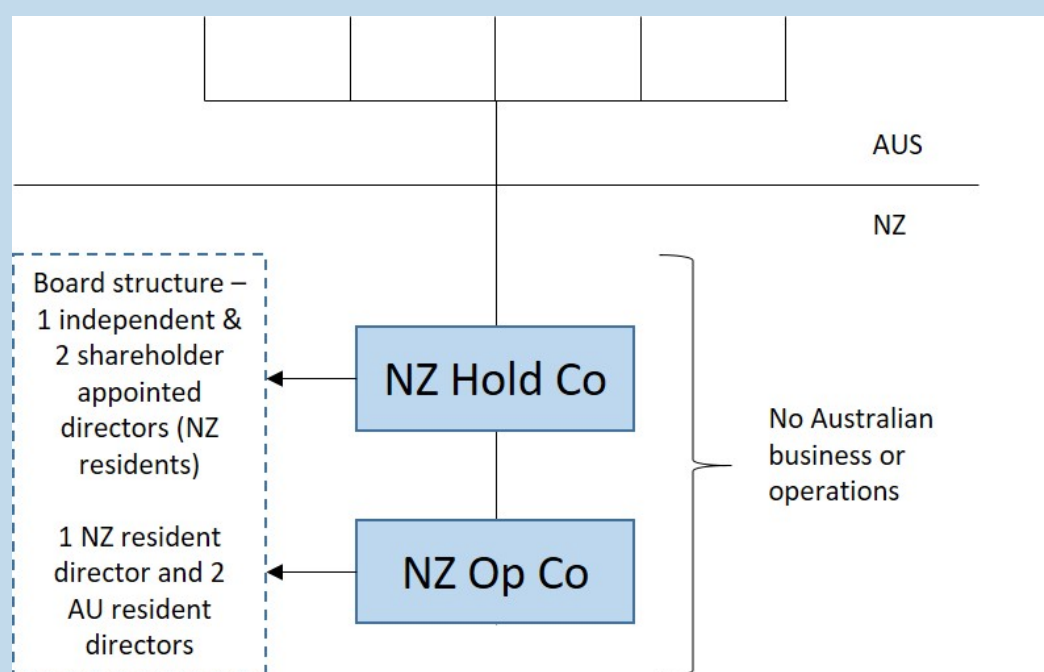 AUS
NZ
Board structure –
1 independent &
2 shareholder
appointed
directors (NZ
residents)
NZ Hold Co
No Australian
business or
operations
1 NZ resident
director and 2
AU resident
directors
NZ Op Co